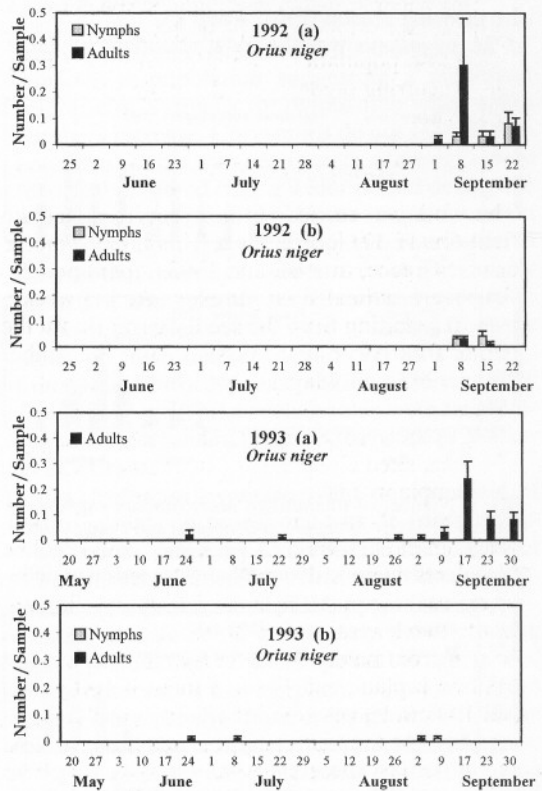 1992 (a)
Orius niger
Nymphs
Adults
Number / Sample
0.5
0.4
0.3
0.2
0.1
0
25 2 9 16 23 1 7 14 21 28 4 11 18 27 1 8 15 22
June July August September
1992 (b)
Orius niger
Nymphs
Adults
Number / Sample
0.5
0.4
0.3
0.2
0.1
0
25 2 9 16 23 1 7 14 21 28 4 11 18 27 1 8 15 22
June July August September
1993 (a)
Orius niger
Adults
Number / Sample
0.5
0.4
0.3
0.2
0.1
0
20 27 3 10 17 24 1 8 15 22 29 5 12 19 26 2 9 17 23 30
May June July August September
1993 (b)
Orius niger
Nymphs
Adults
Number / Sample
0.5
0.4
0.3
0.2
0.1
0
20 27 3 10 17 24 1 8 15 22 29 5 12 19 26 2 9 17 23 30
May June July August September